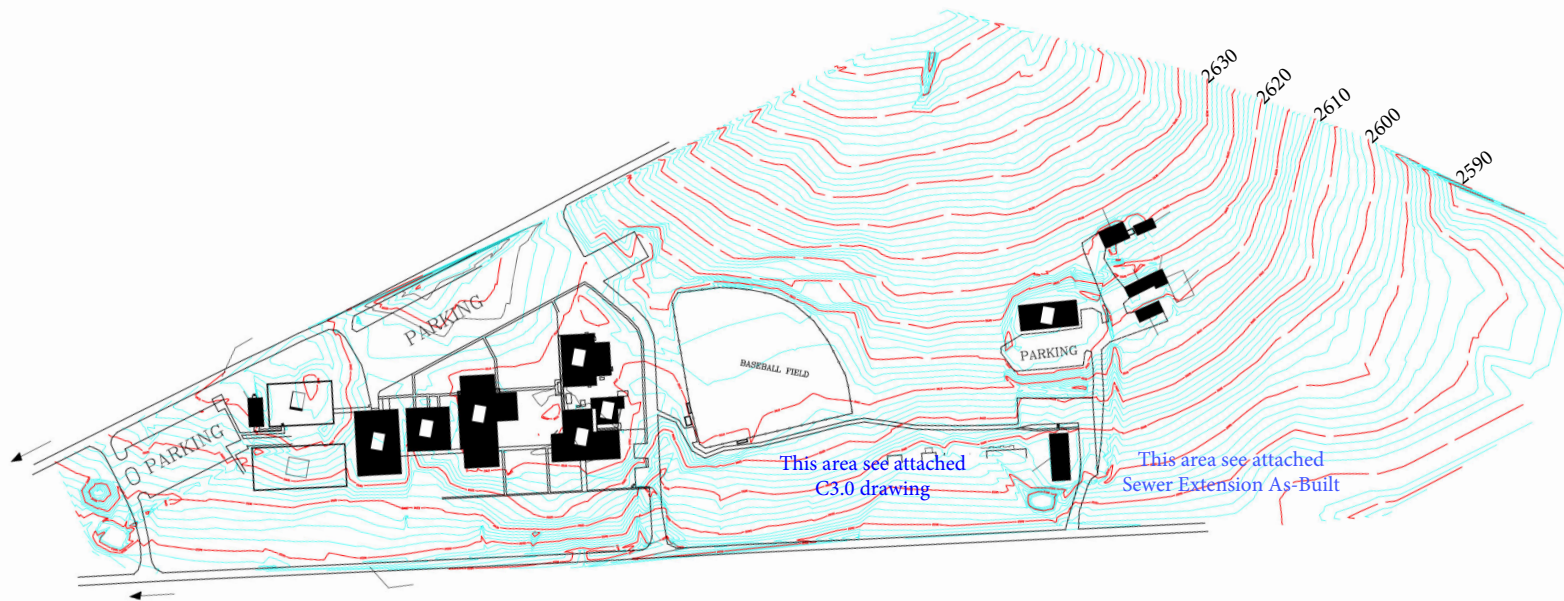 2630
2620
2610
2600
2590
PARKING
PARKING
BASEBALL FIELD
PARKING
This area see attached
C3.0 drawing
This area see attached
Sewer Extension As-Built